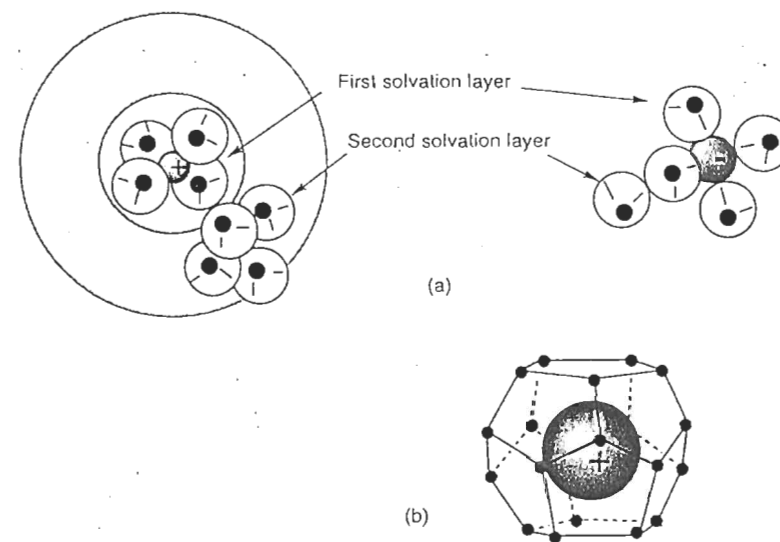 First solvation layer
Second solvation layer
+
-
(a)
+
(b)